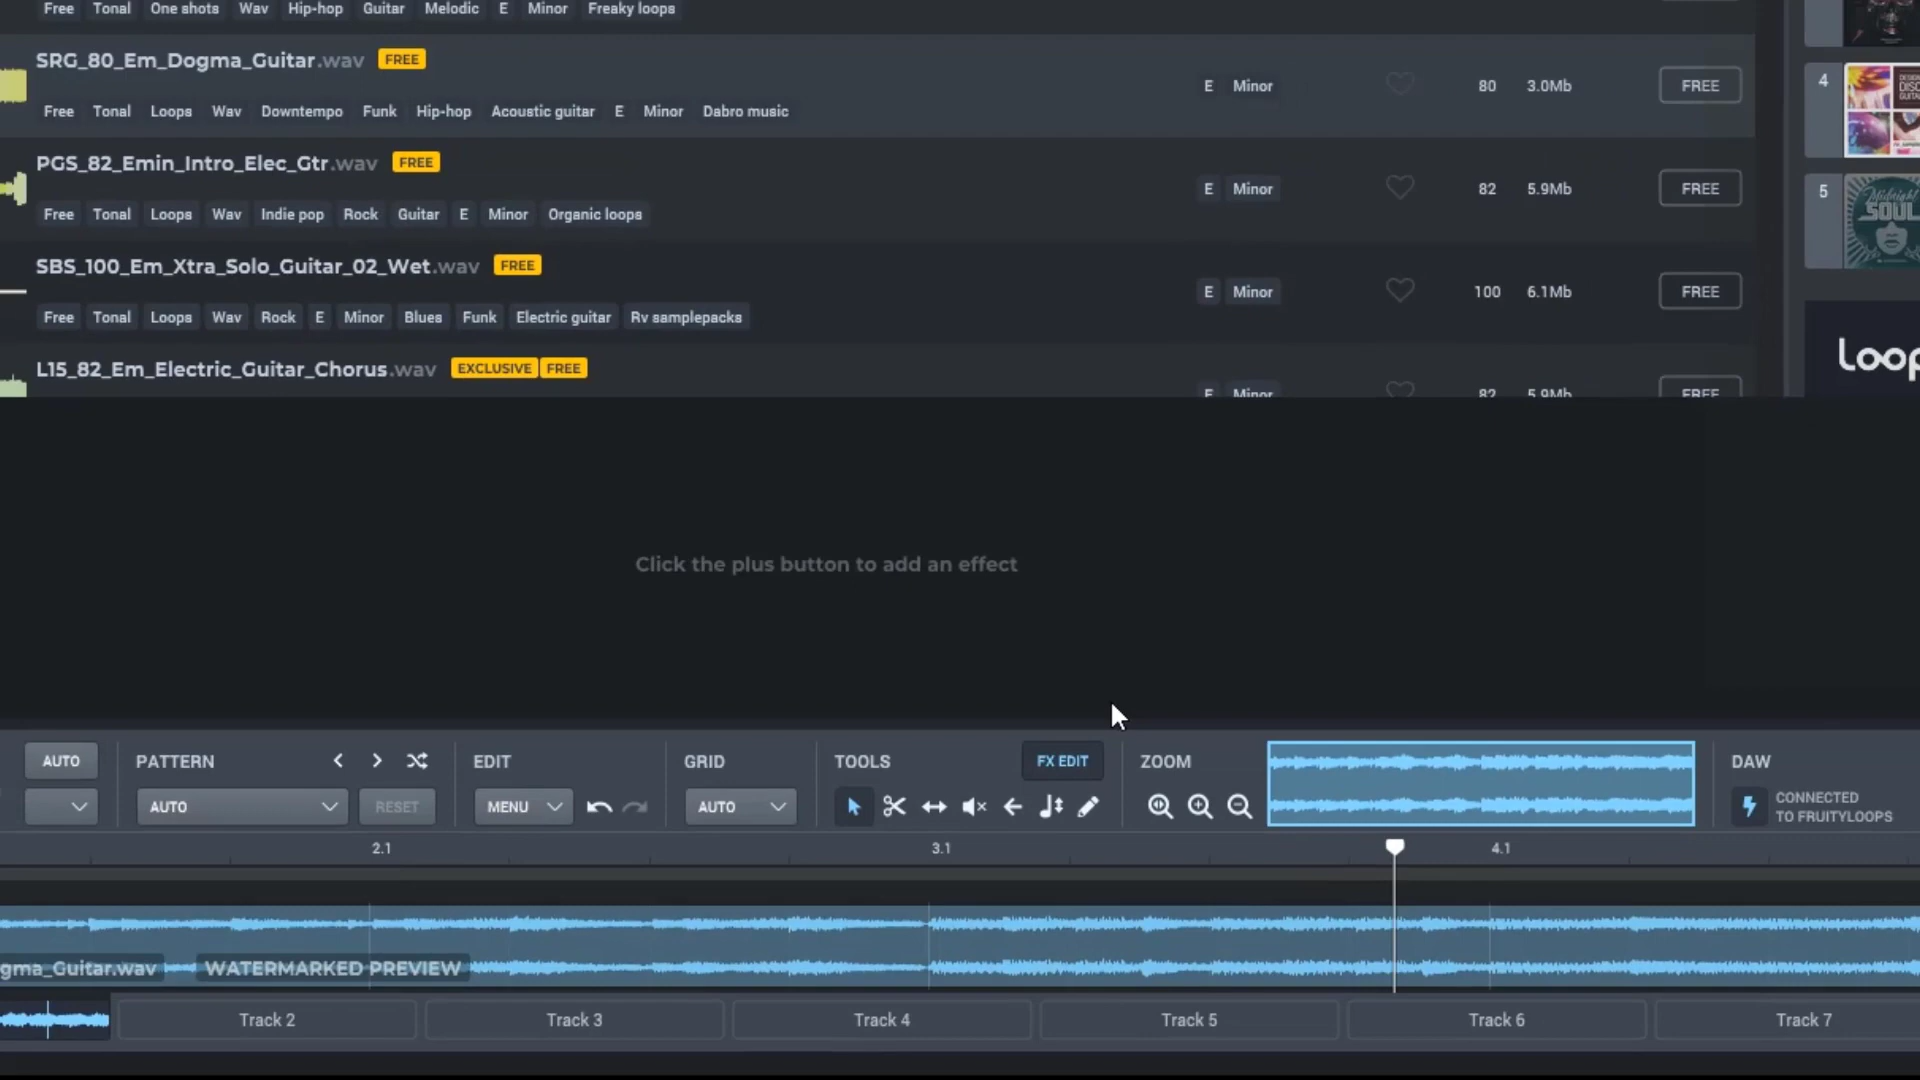 Free Tonal One shots Wav Hip-hop Guitar Melodic E Minor Freaky loops
SRG_80_Em_Dogma_Guitar.wav FREE
E Minor 80 3.0Mb FREE
Free Tonal Loops Wav Downtempo Funk Hip-hop Acoustic guitar E Minor Dabro music
PGS_82_Emin_Intro_Elec_Gtr.wav FREE
E Minor 82 5.9Mb FREE
Free Tonal Loops Wav Indie pop Rock Guitar E Minor Organic loops
SBS_100_Em_Xtra_Solo_Guitar_02_Wet.wav FREE
E Minor 100 6.1Mb FREE
Free Tonal Loops Wav Rock E Minor Blues Funk Electric guitar Rv samplepacks
L15_82_Em_Electric_Guitar_Chorus.wav EXCLUSIVE FREE
E Minor 82 5.9Mb FREE
4
5
Midnight
SOUL
Loop
Click the plus button to add an effect
AUTO PATTERN EDIT GRID TOOLS FX EDIT ZOOM DAW
AUTO RESET MENU AUTO
CONNECTED
TO FRUITYLOOPS
2.1 3.1 4.1
gma_Guitar.wav WATERMARKED PREVIEW
Track 2 Track 3 Track 4 Track 5 Track 6 Track 7